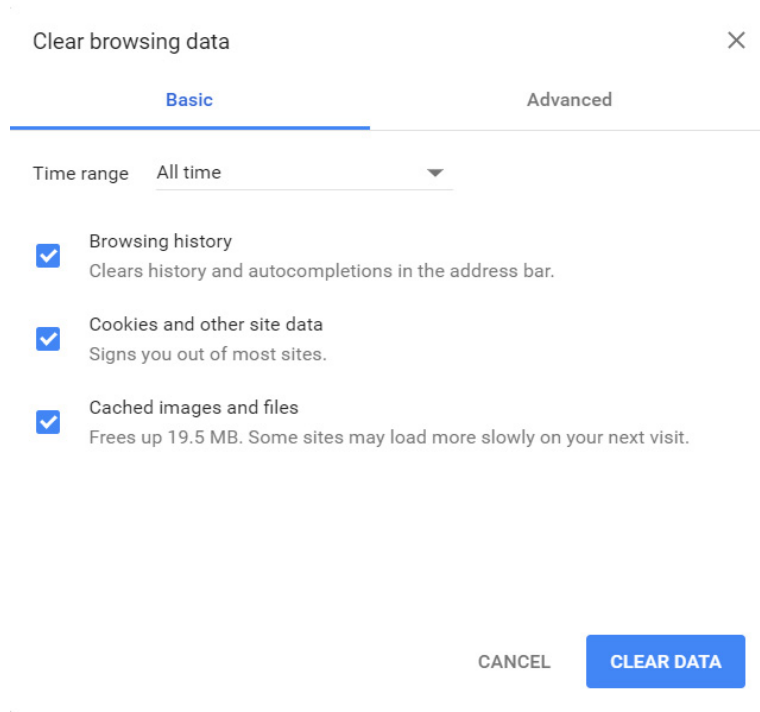 Clear browsing data
Basic Advanced
Time range All time
Browsing history
Clears history and autocompletions in the address bar.
Cookies and other site data
Signs you out of most sites.
Cached images and files
Frees up 19.5 MB. Some sites may load more slowly on your next visit.
CANCEL CLEAR DATA